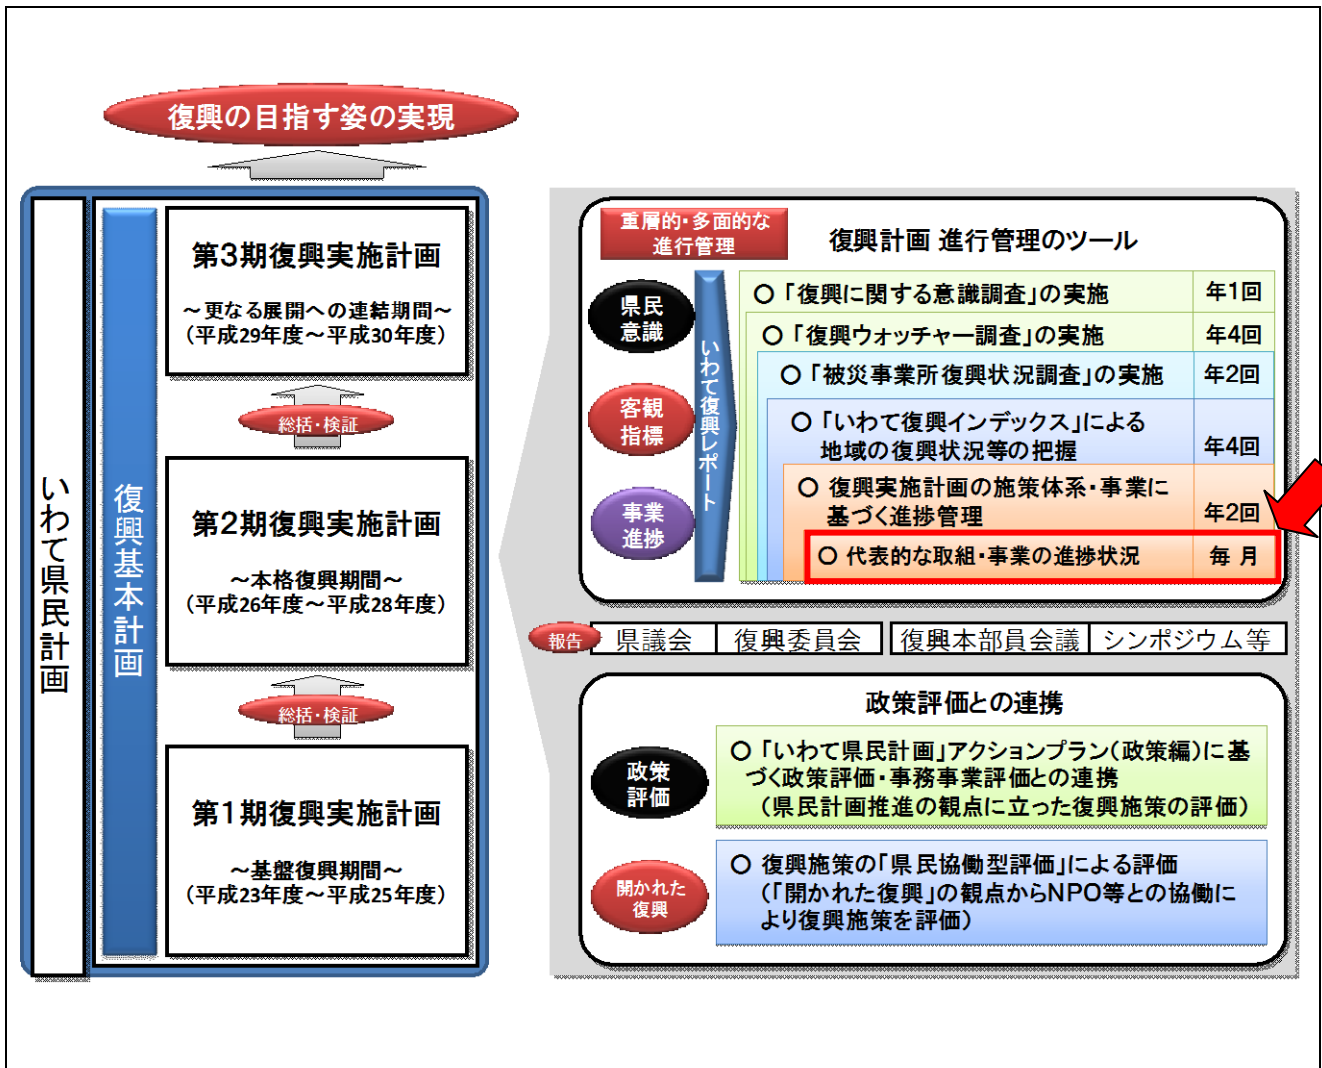 復興の目指す姿の実現
いわて県民計画
復興基本計画
第3期復興実施計画
～更なる展開への連結期間～
（平成29年度～平成30年度）
総括・検証
第2期復興実施計画
～本格復興期間～
（平成26年度～平成28年度）
総括・検証
第1期復興実施計画
～基盤復興期間～
（平成23年度～平成25年度）
重層的・多面的な
進行管理
復興計画 進行管理のツール
県民
意識
客観
指標
事業
進捗
いわて復興レポート
○「復興に関する意識調査」の実施 年1回
○「復興ウォッチャー調査」の実施 年4回
○「被災事業所復興状況調査」の実施 年2回
○「いわて復興インデックス」による
地域の復興状況等の把握 年4回
○ 復興実施計画の施策体系・事業に
基づく進捗管理 年2回
○ 代表的な取組・事業の進捗状況 毎 月
報告 県議会 復興委員会 復興本部員会議 シンポジウム等
政策評価との連携
政策
評価
○「いわて県民計画」アクションプラン（政策編）に基
づく政策評価・事務事業評価との連携
（県民計画推進の観点に立った復興施策の評価）
開かれた
復興
○ 復興施策の「県民協働型評価」による評価
（「開かれた復興」の観点からNPO等との協働に
より復興施策を評価）